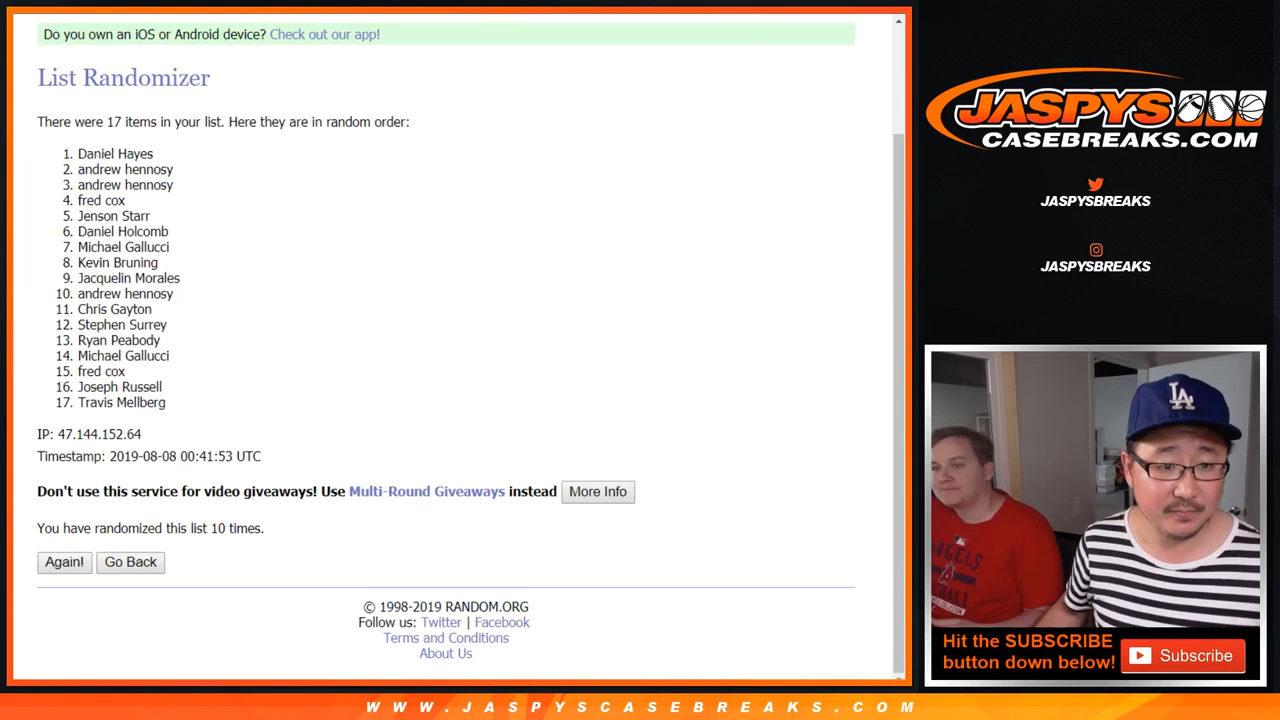 Do you own an iOS or Android device? Check out our app!
List Randomizer
There were 17 items in your list. Here they are in random order:
1. Daniel Hayes
2. andrew hennosy
3. andrew hennosy
4. fred cox
5. Jenson Starr
6. Daniel Holcomb
7. Michael Gallucci
8. Kevin Bruning
9. Jacquelin Morales
10. andrew hennosy
11. Chris Gayton
12. Stephen Surrey
13. Ryan Peabody
14. Michael Gallucci
15. fred cox
16. Joseph Russell
17. Travis Mellberg
IP: 47.144.152.64
Timestamp: 2019-08-08 00:41:53 UTC
Don't use this service for video giveaways! Use Multi-Round Giveaways instead More Info
You have randomized this list 10 times.
Again! Go Back
© 1998-2019 RANDOM.ORG
Follow us: Twitter | Facebook
Terms and Conditions
About Us
JASPYS
CASEBREAKS.COM
JASPYSBREAKS
JASPYSBREAKS
LA
ANGELS
Hit the SUBSCRIBE
button down below!
Subscribe
WWW.JASPYSCASEBREAKS.COM